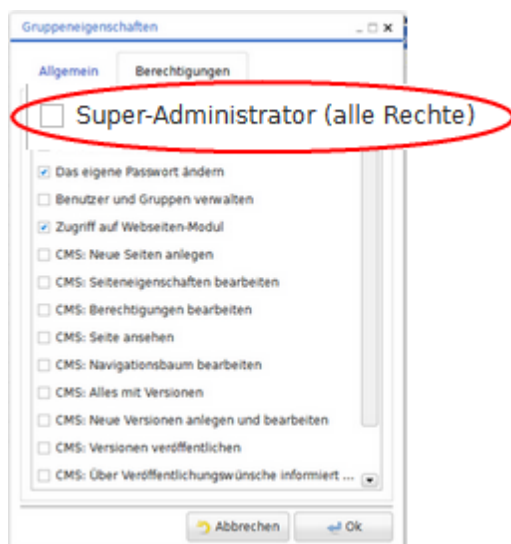 Gruppeneigenschaften
Allgemein Berechtigungen
Super-Administrator (alle Rechte)
Das eigene Passwort ändern
Benutzer und Gruppen verwalten
Zugriff auf Webseiten-Modul
CMS: Neue Seiten anlegen
CMS: Seiteneigenschaften bearbeiten
CMS: Berechtigungen bearbeiten
CMS: Seite ansehen
CMS: Navigationsbaum bearbeiten
CMS: Alles mit Versionen
CMS: Neue Versionen anlegen und bearbeiten
CMS: Versionen veröffentlichen
CMS: Über Veröffentlichungswünsche informiert ...
Abbrechen Ok